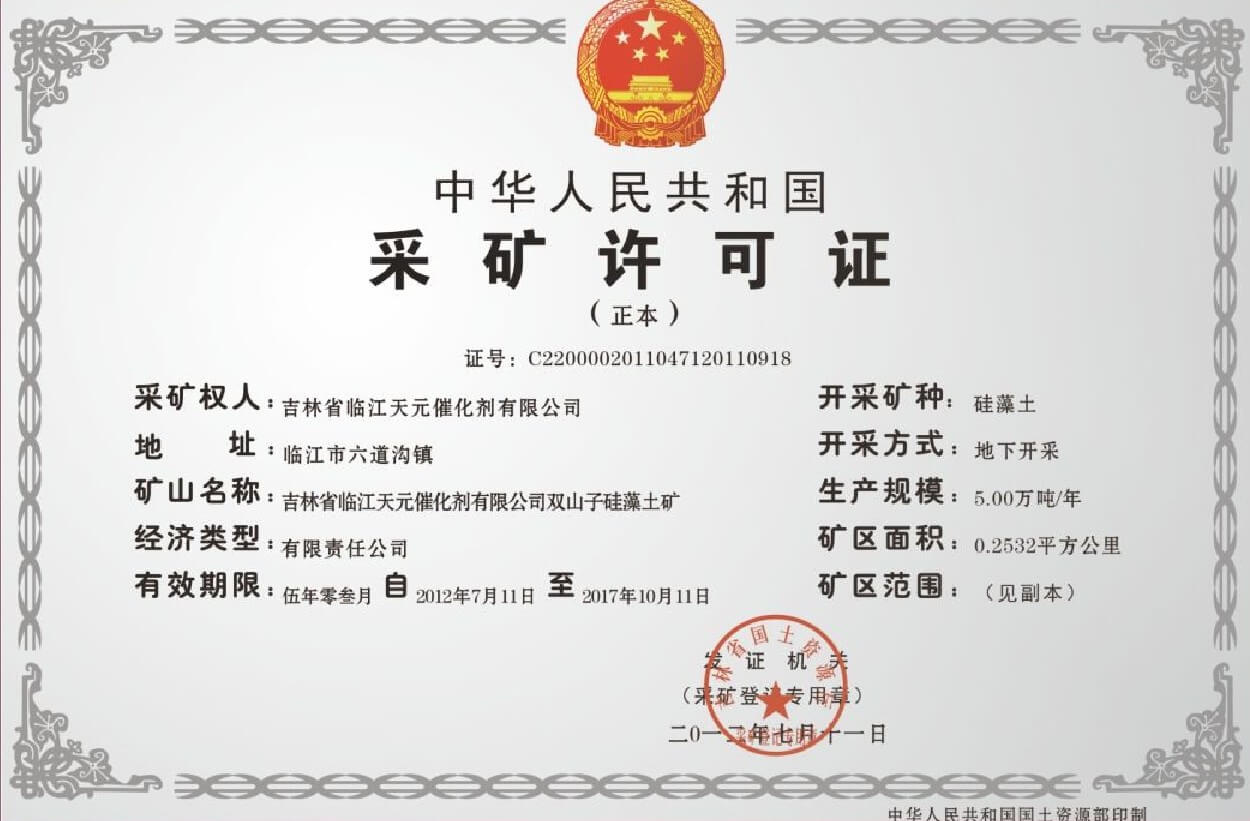 中华人民共和国
采矿许可证
（正本）
证号：C2200002011047120110918
采矿权人：吉林省临江天元催化剂有限公司
开采矿种：硅藻土
地址：临江市六道沟镇
开采方式：地下开采
矿山名称：吉林省临江天元催化剂有限公司双山子硅藻土矿
生产规模：5.00万吨/年
经济类型：有限责任公司
矿区面积：0.2532平方公里
有效期限：伍年零叁月 自 2012年7月11日 至 2017年10月11日
矿区范围：（见副本）
吉林省国土资源厅
发证机关
（采矿登记专用章）
二0一二年七月十一日
中华人民共和国国土资源部印制